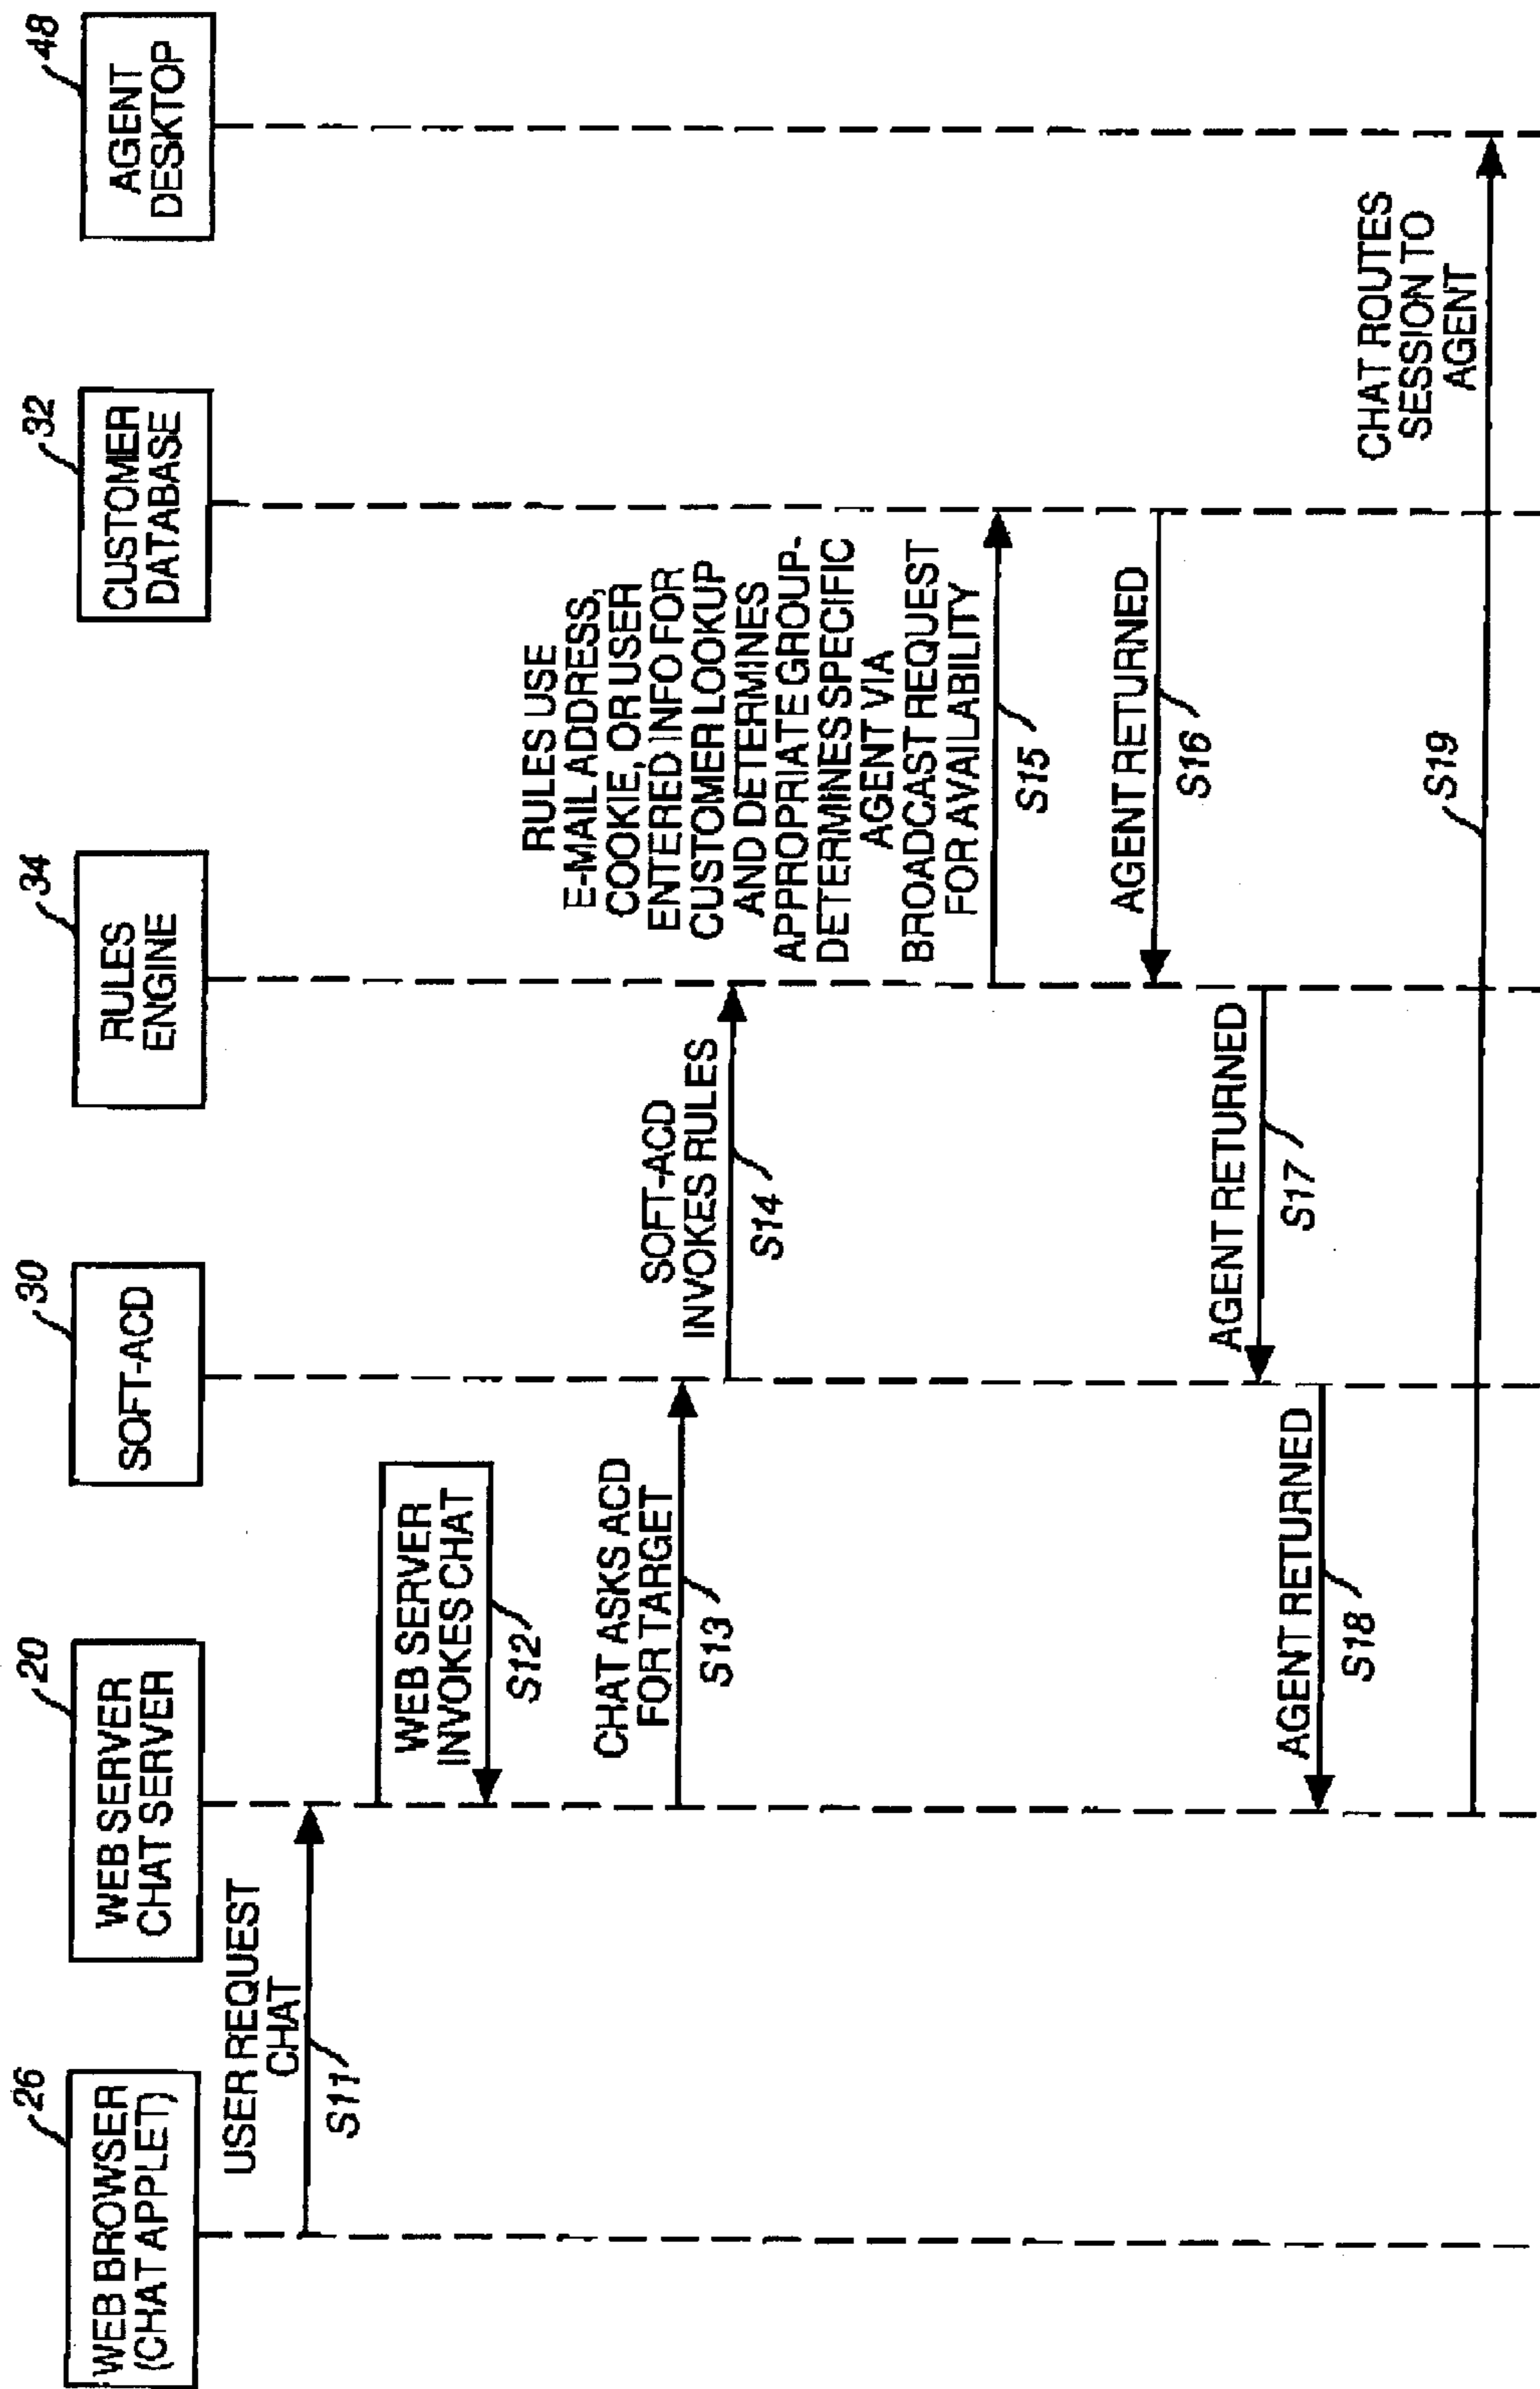 26
WEB BROWSER
(CHAT APPLET)
20
WEB SERVER
CHAT SERVER
30
SOFT-ACD
34
RULES
ENGINE
32
CUSTOMER
DATABASE
48
AGENT
DESKTOP
USER REQUEST
CHAT
S11
WEB SERVER
INVOKES CHAT
S12
CHAT ASKS ACD
FOR TARGET
S13
SOFT-ACD
INVOKES RULES
S14
RULES USE
E-MAIL ADDRESS,
COOKIE, OR USER
ENTERED INFO FOR
CUSTOMER LOOKUP
AND DETERMINES
APPROPRIATE GROUP-
DETERMINES SPECIFIC
AGENT VIA
BROADCAST REQUEST
FOR AVAILABILITY
S15
AGENT RETURNED
S16
AGENT RETURNED
S17
AGENT RETURNED
S18
CHAT ROUTES
SESSION TO
AGENT
S19